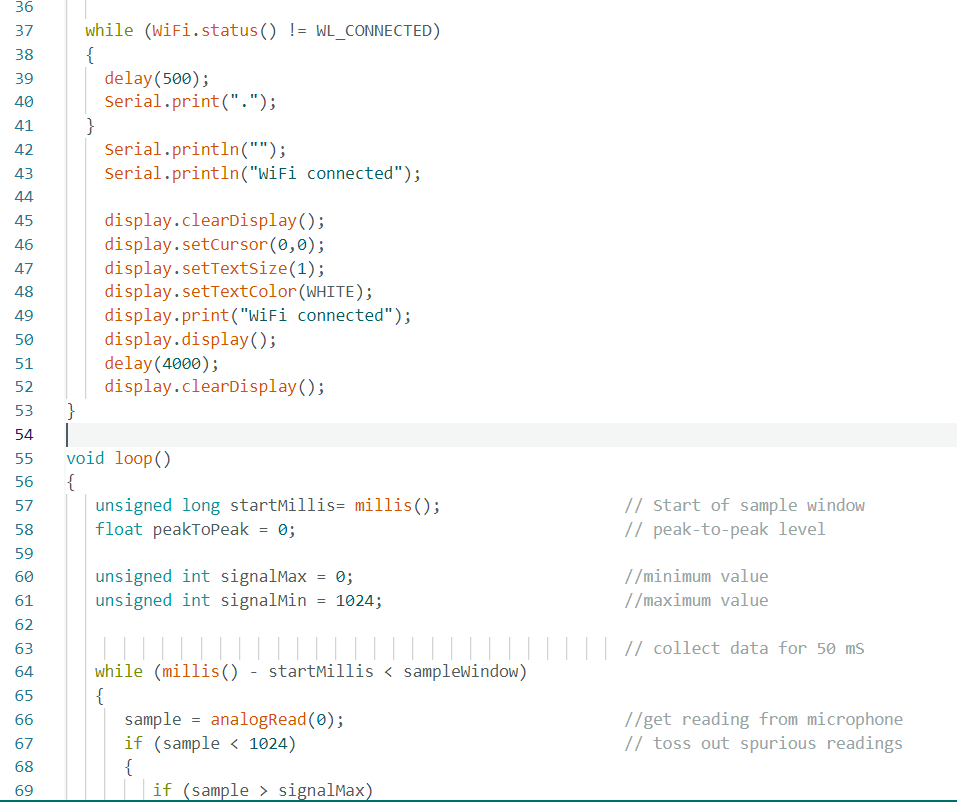 36
37 while (WiFi.status() != WL_CONNECTED)
38 {
39 delay(500);
40 Serial.print(".");
41 }
42 Serial.println("");
43 Serial.println("WiFi connected");
44
45 display.clearDisplay();
46 display.setCursor(0,0);
47 display.setTextSize(1);
48 display.setTextColor(WHITE);
49 display.print("WiFi connected");
50 display.display();
51 delay(4000);
52 display.clearDisplay();
53 }
54
55 void loop()
56 {
57 unsigned long startMillis= millis(); // Start of sample window
58 float peakToPeak = 0; // peak-to-peak level
59
60 unsigned int signalMax = 0; //minimum value
61 unsigned int signalMin = 1024; //maximum value
62
63 // collect data for 50 mS
64 while (millis() - startMillis < sampleWindow)
65 {
66 sample = analogRead(0); //get reading from microphone
67 if (sample < 1024) // toss out spurious readings
68 {
69 if (sample > signalMax)